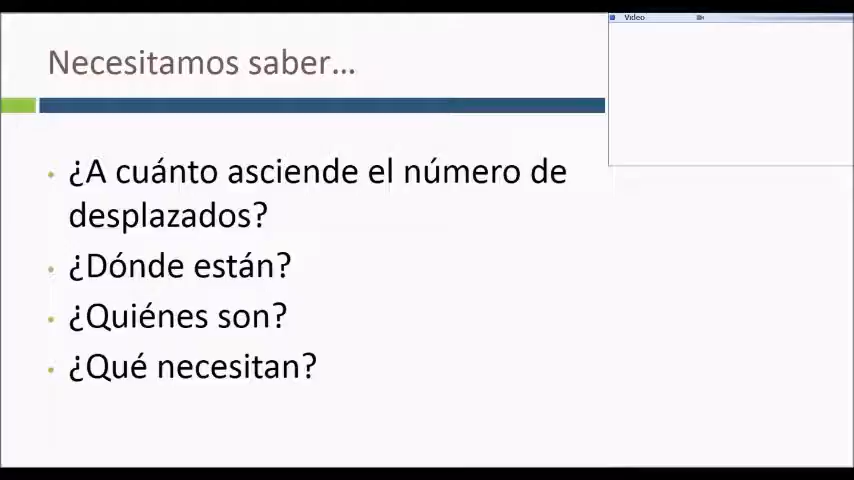 Necesitamos saber...
Video
¿A cuánto asciende el número de
desplazados?
¿Dónde están?
¿Quiénes son?
¿Qué necesitan?